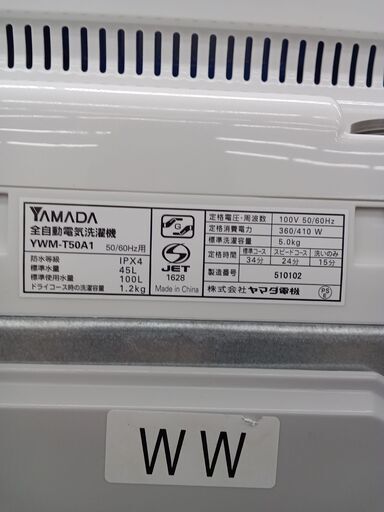 YAMADA
全自動電気洗濯機
YWM-T50A1 50/60Hz用
防水等級 IPX4
標準水量 45L
標準使用水量 100L
ドライコース時の洗濯容量 1.2kg
G
JET
1628
Made in China
定格電圧・周波数 100V 50/60Hz
定格消費電力 360/410 W
標準洗濯容量 5.0kg
定格時間 標準コース スピードコース 洗いのみ
34分 24分 15分
製造番号 510102
株式会社 ヤマダ電機
PS
E
WW